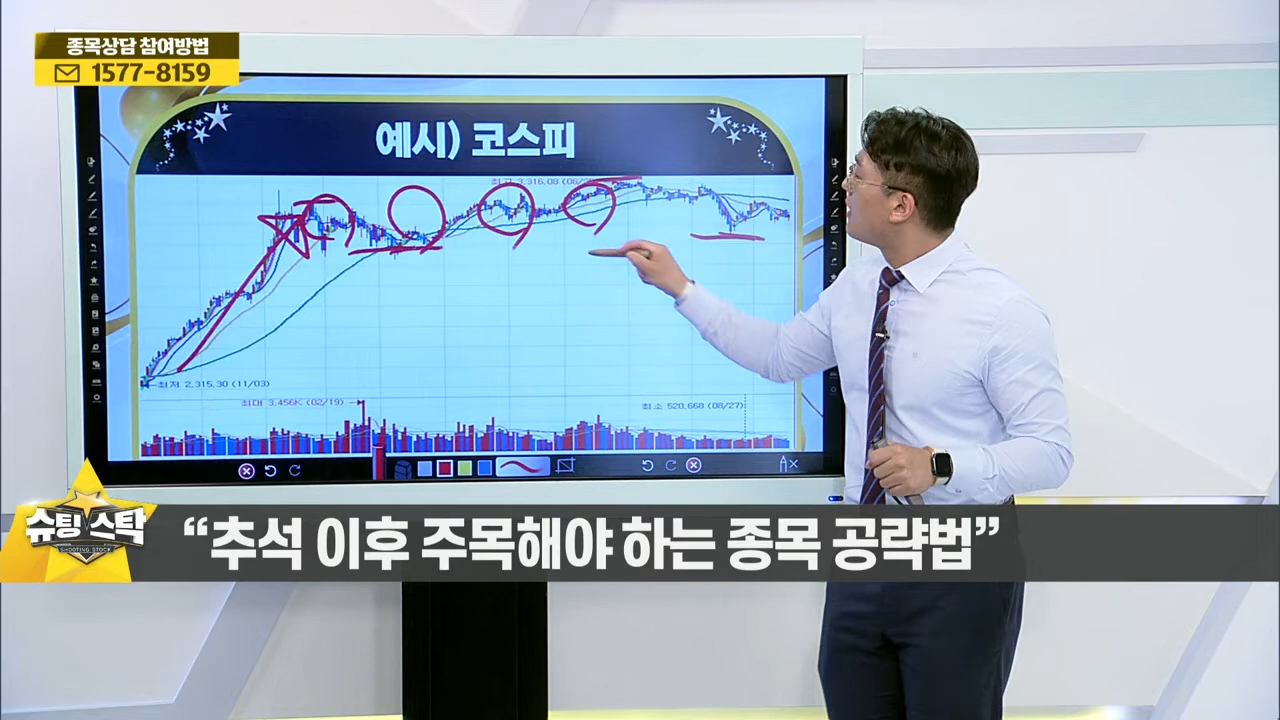 종목상담 참여방법
1577-8159
예시) 코스피
최고 3,316.08 (06/2
최저 2,315.30 (11/03)
최대 3,456K (02/19)
최소 520,668 (08/27)
슈팅 스탁
SHOOTING STOCK
“추석 이후 주목해야 하는 종목 공략법”